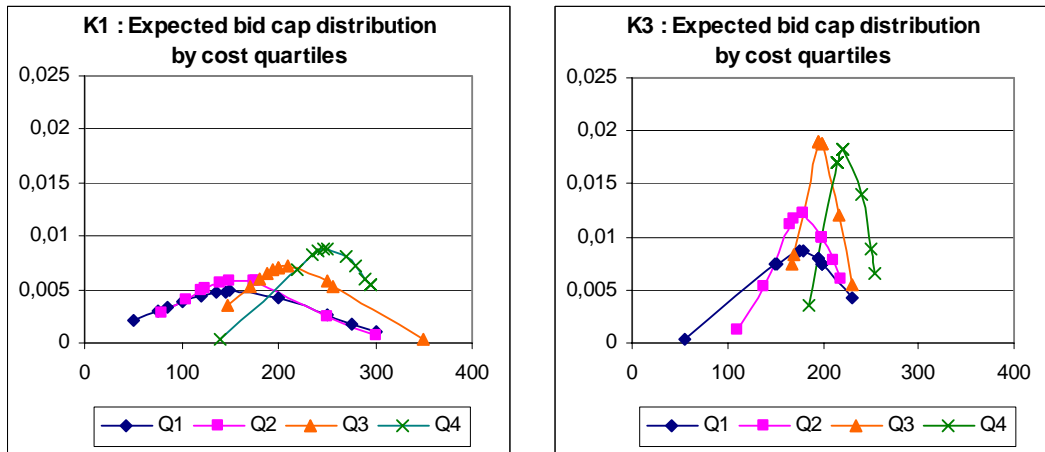 K1 : Expected bid cap distribution
by cost quartiles
0,025
0,02
0,015
0,01
0,005
0
0 100 200 300 400
Q1 Q2 Q3 Q4
K3 : Expected bid cap distribution
by cost quartiles
0,025
0,02
0,015
0,01
0,005
0
0 100 200 300 400
Q1 Q2 Q3 Q4